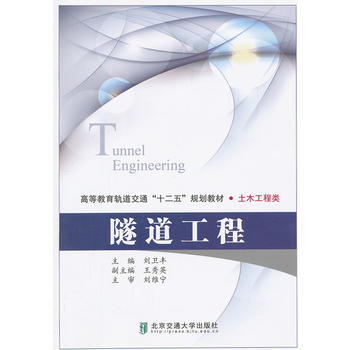 Tunnel
Engineering
高等教育轨道交通“十二五”规划教材 • 土木工程类
隧道工程
主 编 刘卫丰
副主编 王秀英
主 审 刘维宁
北京交通大学出版社